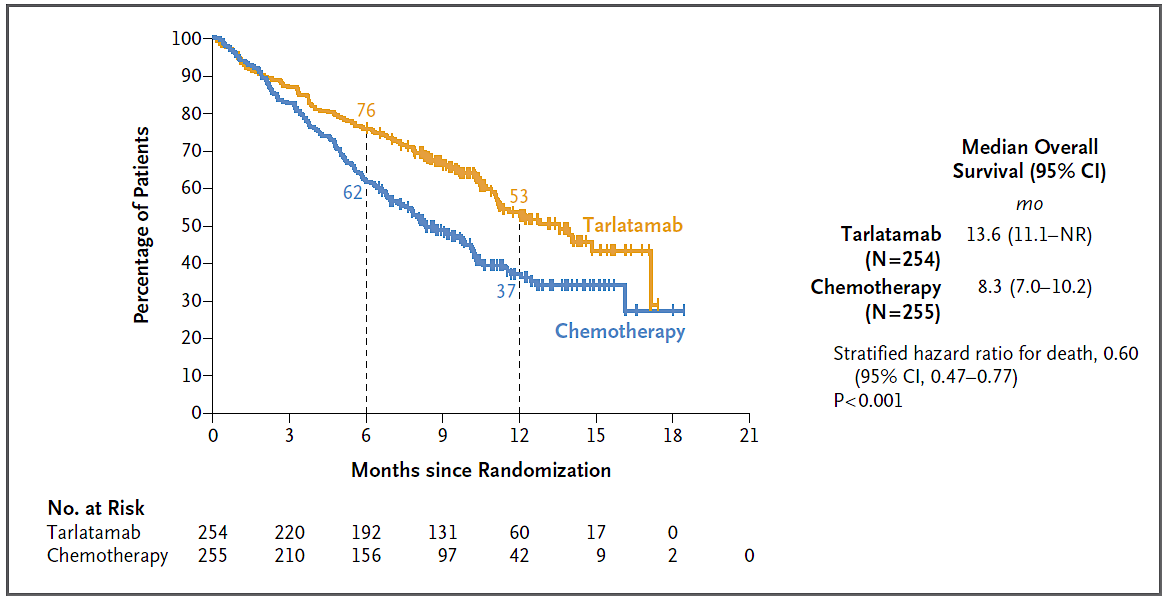 100
90
80
70
60
50
40
30
20
10
0
Percentage of Patients
76
62
53
37
Tarlatamab
Chemotherapy
0 3 6 9 12 15 18 21
Months since Randomization
Median Overall
Survival (95% CI)
mo
Tarlatamab 13.6 (11.1–NR)
(N=254)
Chemotherapy 8.3 (7.0–10.2)
(N=255)
Stratified hazard ratio for death, 0.60
(95% CI, 0.47–0.77)
P<0.001
No. at Risk
Tarlatamab 254 220 192 131 60 17 0
Chemotherapy 255 210 156 97 42 9 2 0